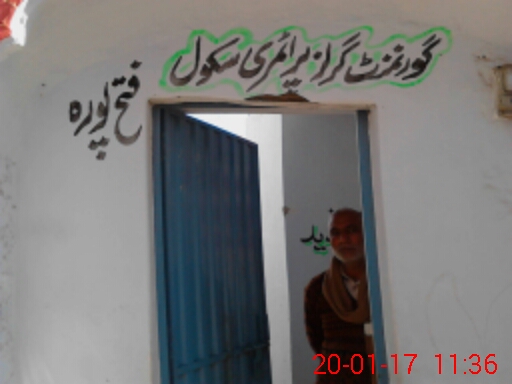 گورنمنٹ گرلز پرائمری سکول
فتح پورہ
20-01-17 11:36